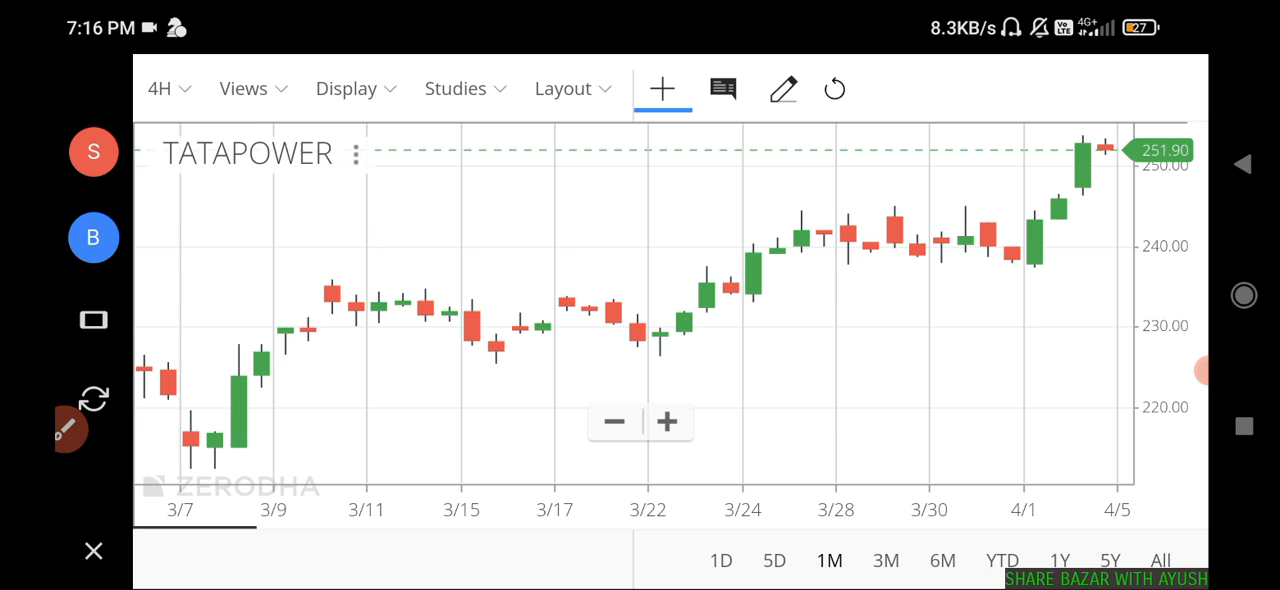 7:16 PM 8.3KB/s Vo LTE 4G+ 27
4H Views Display Studies Layout
S TATAPOWER 251.90
250.00
B 240.00
230.00
220.00
ZERODHA
3/7 3/9 3/11 3/15 3/17 3/22 3/24 3/28 3/30 4/1 4/5
1D 5D 1M 3M 6M YTD 1Y 5Y All
SHARE BAZAR WITH AYUSH